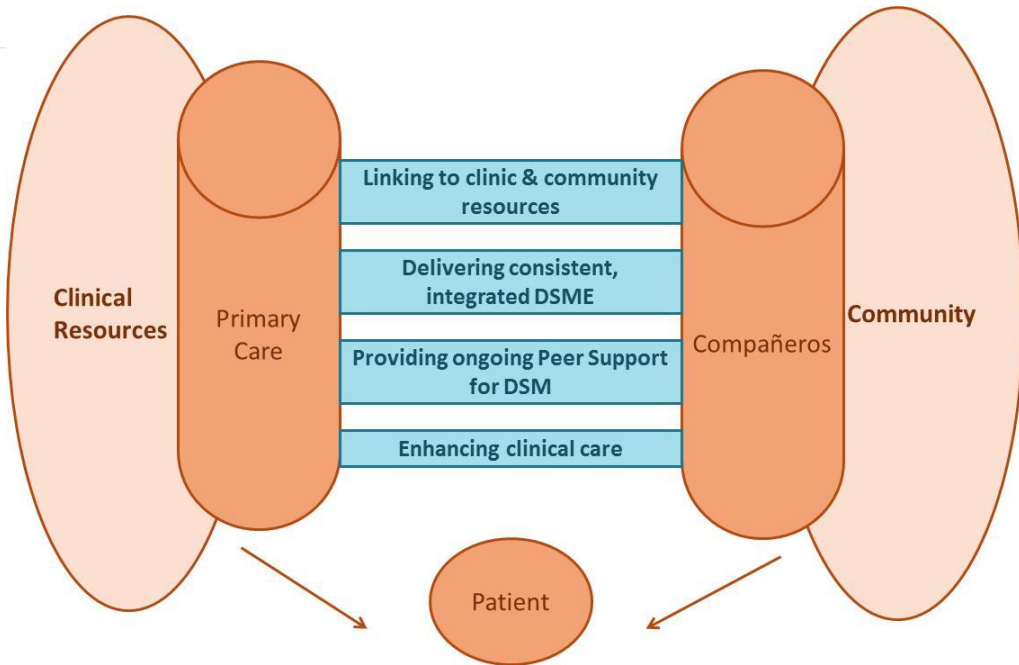 Linking to clinic & community
resources
Delivering consistent,
integrated DSME
Clinical
Resources
Primary
Care
Community
Compañeros
Providing ongoing Peer Support
for DSM
Enhancing clinical care
Patient